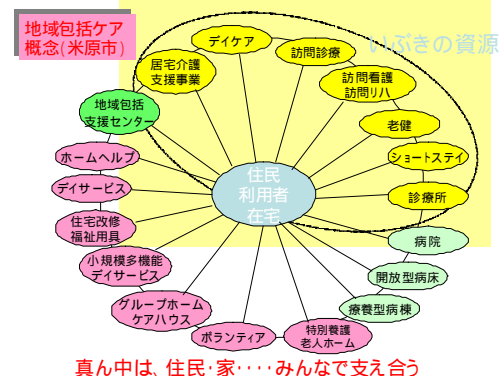 地域包括ケア
概念(米原市)
いぶきの資源
デイケア
訪問診療
居宅介護
支援事業
訪問看護
訪問リハ
地域包括
支援センター
老健
ホームヘルプ
ショートステイ
デイサービス
住民
利用者
在宅
診療所
住宅改修
福祉用具
病院
小規模多機能
デイサービス
開放型病床
グループホーム
ケアハウス
療養型病棟
ボランティア
特別養護
老人ホーム
真ん中は、住民・家・・・・みんなで支え合う